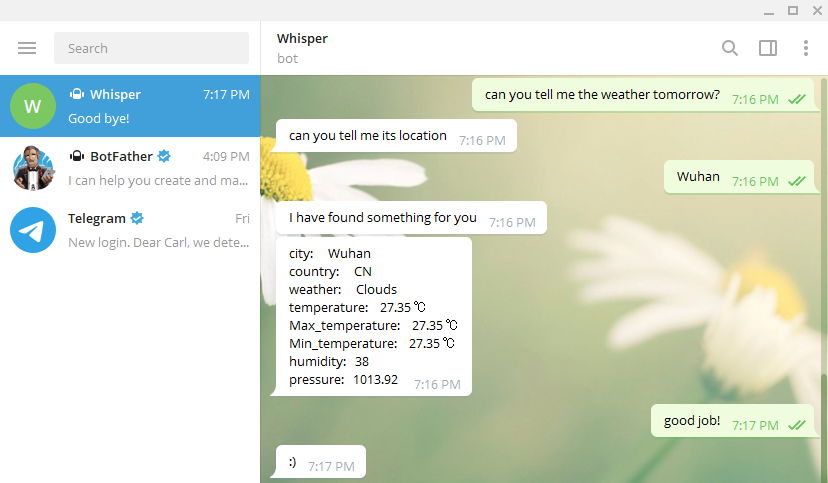 Search
Whisper 7:17 PM
Good bye!
BotFather 4:09 PM
I can help you create and ma...
Telegram Fri
New login. Dear Carl, we dete...
Whisper
bot
can you tell me the weather tomorrow? 7:16 PM
can you tell me its location 7:16 PM
Wuhan 7:16 PM
I have found something for you 7:16 PM
city: Wuhan
country: CN
weather: Clouds
temperature: 27.35 ℃
Max_temperature: 27.35 ℃
Min_temperature: 27.35 ℃
humidity: 38
pressure: 1013.92 7:16 PM
good job! 7:17 PM
:) 7:17 PM
W